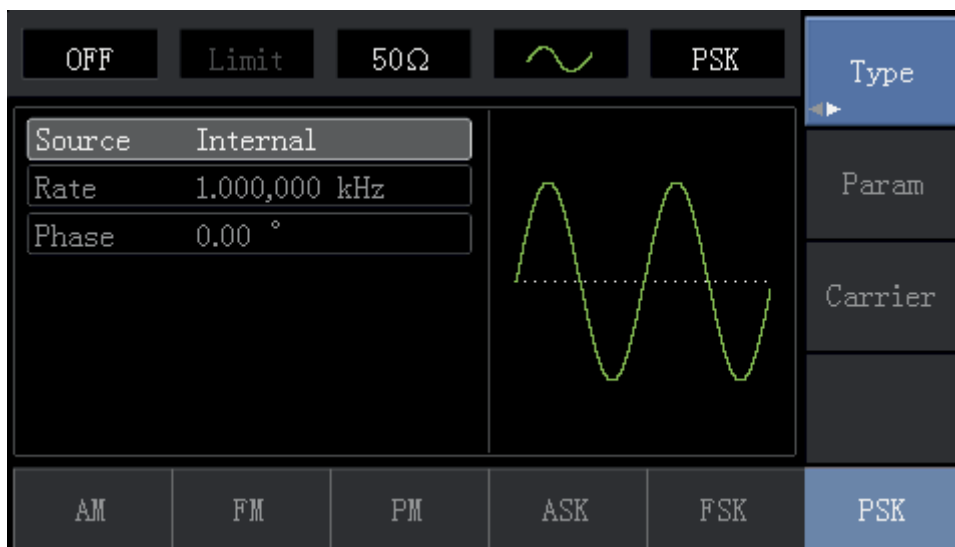 OFF Limit 50Ω PSK Type
Source Internal
Rate 1.000,000 kHz
Phase 0.00 °
Param
Carrier
AM FM PM ASK FSK PSK